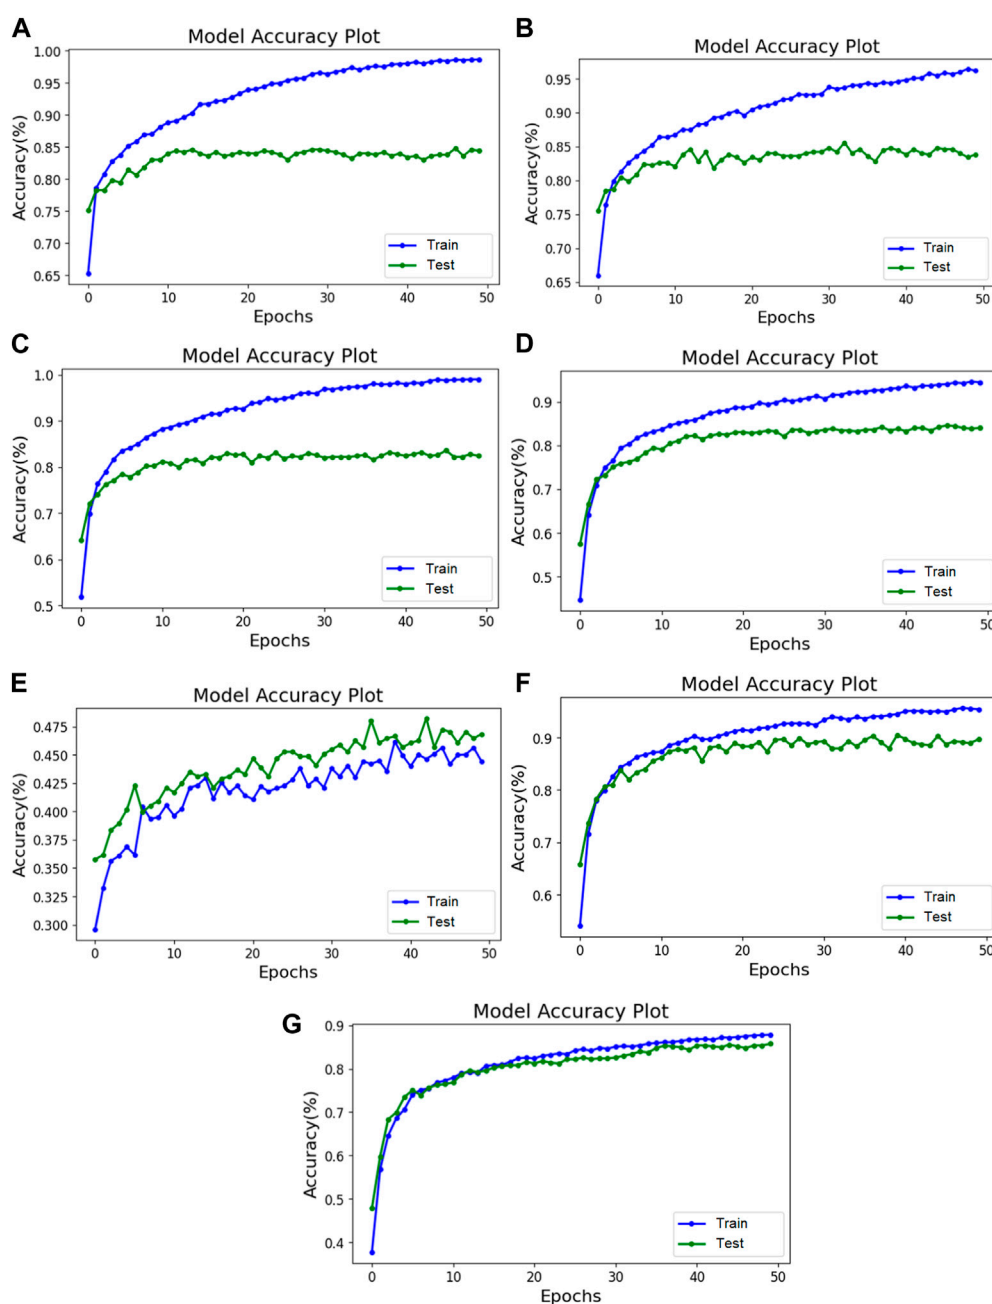 A
Model Accuracy Plot
1.00
0.95
0.90
0.85
0.80
0.75
0.70
0.65
Accuracy(%)
Train
Test
0 10 20 30 40 50
Epochs
B
Model Accuracy Plot
0.95
0.90
0.85
0.80
0.75
0.70
0.65
Accuracy(%)
Train
Test
0 10 20 30 40 50
Epochs
C
Model Accuracy Plot
1.0
0.9
0.8
0.7
0.6
0.5
Accuracy(%)
Train
Test
0 10 20 30 40 50
Epochs
D
Model Accuracy Plot
0.9
0.8
0.7
0.6
0.5
Accuracy(%)
Train
Test
0 10 20 30 40 50
Epochs
E
Model Accuracy Plot
0.475
0.450
0.425
0.400
0.375
0.350
0.325
0.300
Accuracy(%)
Train
Test
0 10 20 30 40 50
Epochs
F
Model Accuracy Plot
0.9
0.8
0.7
0.6
Accuracy(%)
Train
Test
0 10 20 30 40 50
Epochs
G
Model Accuracy Plot
0.9
0.8
0.7
0.6
0.5
0.4
Accuracy(%)
Train
Test
0 10 20 30 40 50
Epochs